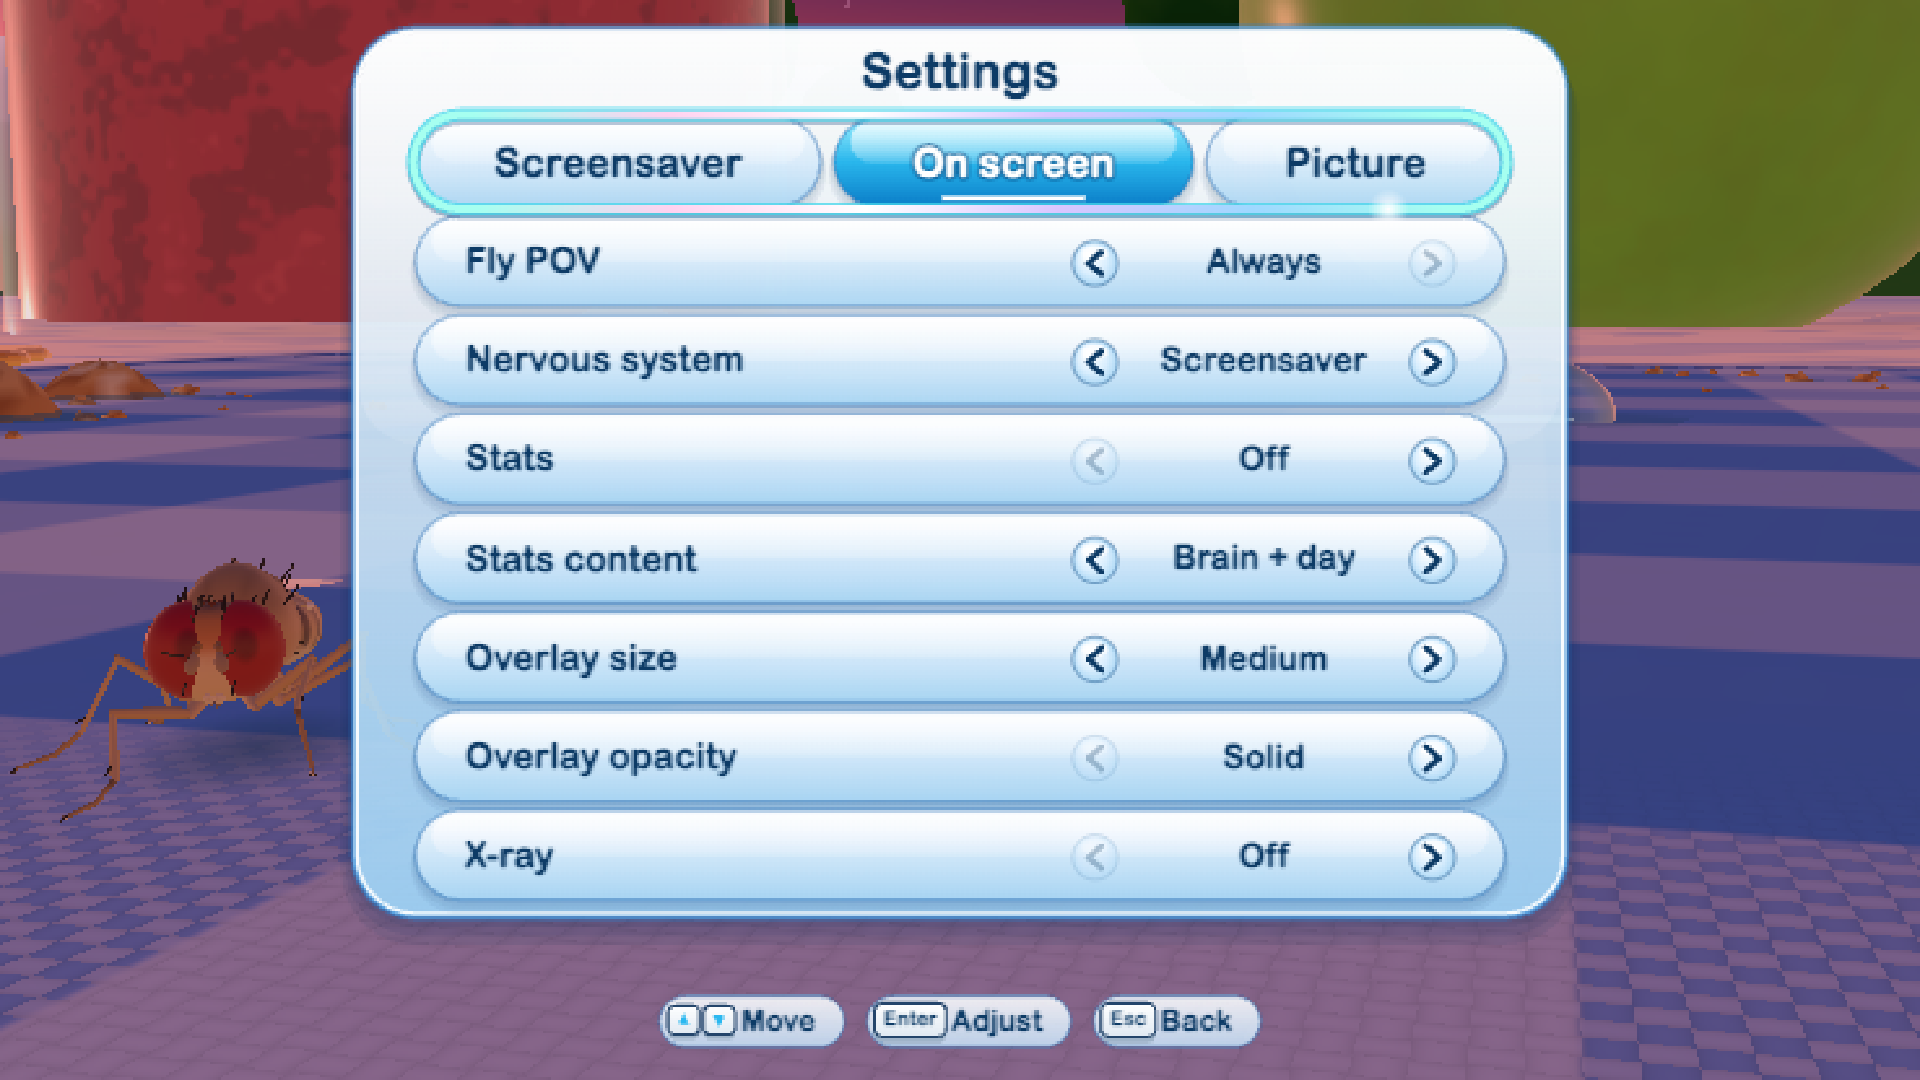 Settings
Screensaver On screen Picture
Fly POV Always
Nervous system Screensaver
Stats Off
Stats content Brain + day
Overlay size Medium
Overlay opacity Solid
X-ray Off
Move Enter Adjust Esc Back